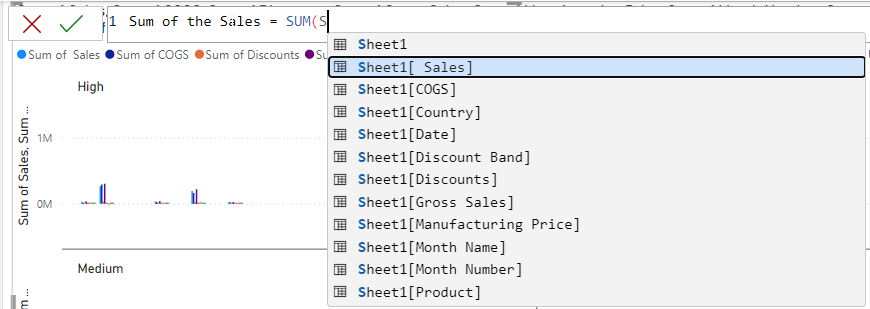 1 Sum of the Sales = SUM(S
Sum of Sales Sum of COGS Sum of Discounts
High
Sum of Sales, Sum ...
1M
0M
Medium
Sheet1
Sheet1[ Sales]
Sheet1[COGS]
Sheet1[Country]
Sheet1[Date]
Sheet1[Discount Band]
Sheet1[Discounts]
Sheet1[Gross Sales]
Sheet1[Manufacturing Price]
Sheet1[Month Name]
Sheet1[Month Number]
Sheet1[Product]